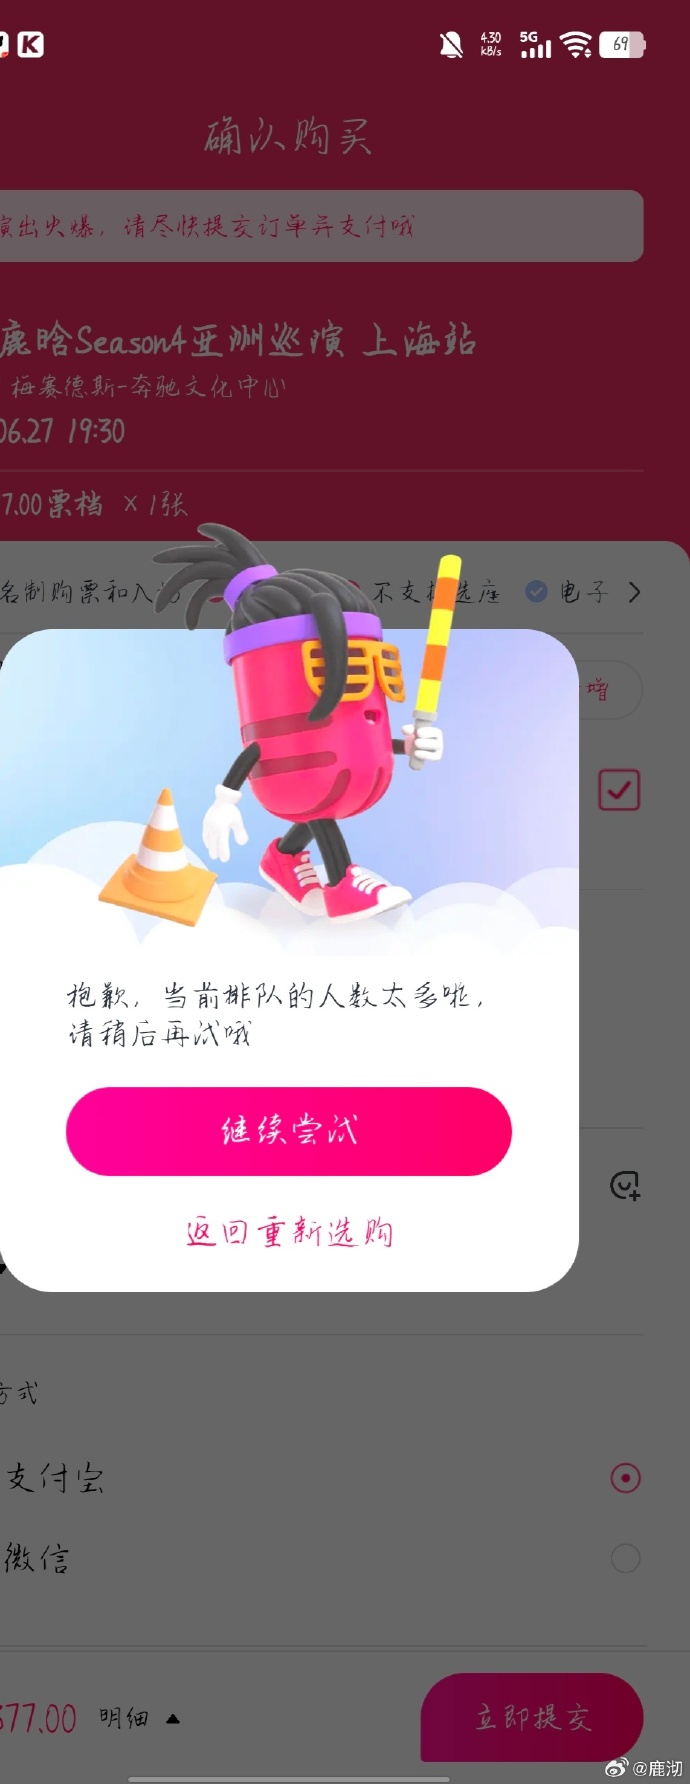 K
4.30
KB/s
5G
69
确认购买
演出火爆，请尽快提交订单并支付哦
鹿晗Season4亚洲巡演 上海站
梅赛德斯-奔驰文化中心
06.27 19:30
7.00票档 × 1张
名制购票和入场
不支持选座
电子
增
抱歉，当前排队的人数太多啦，
请稍后再试哦
继续尝试
返回重新选购
方式
支付宝
微信
377.00 明细
立即提交
@鹿沏